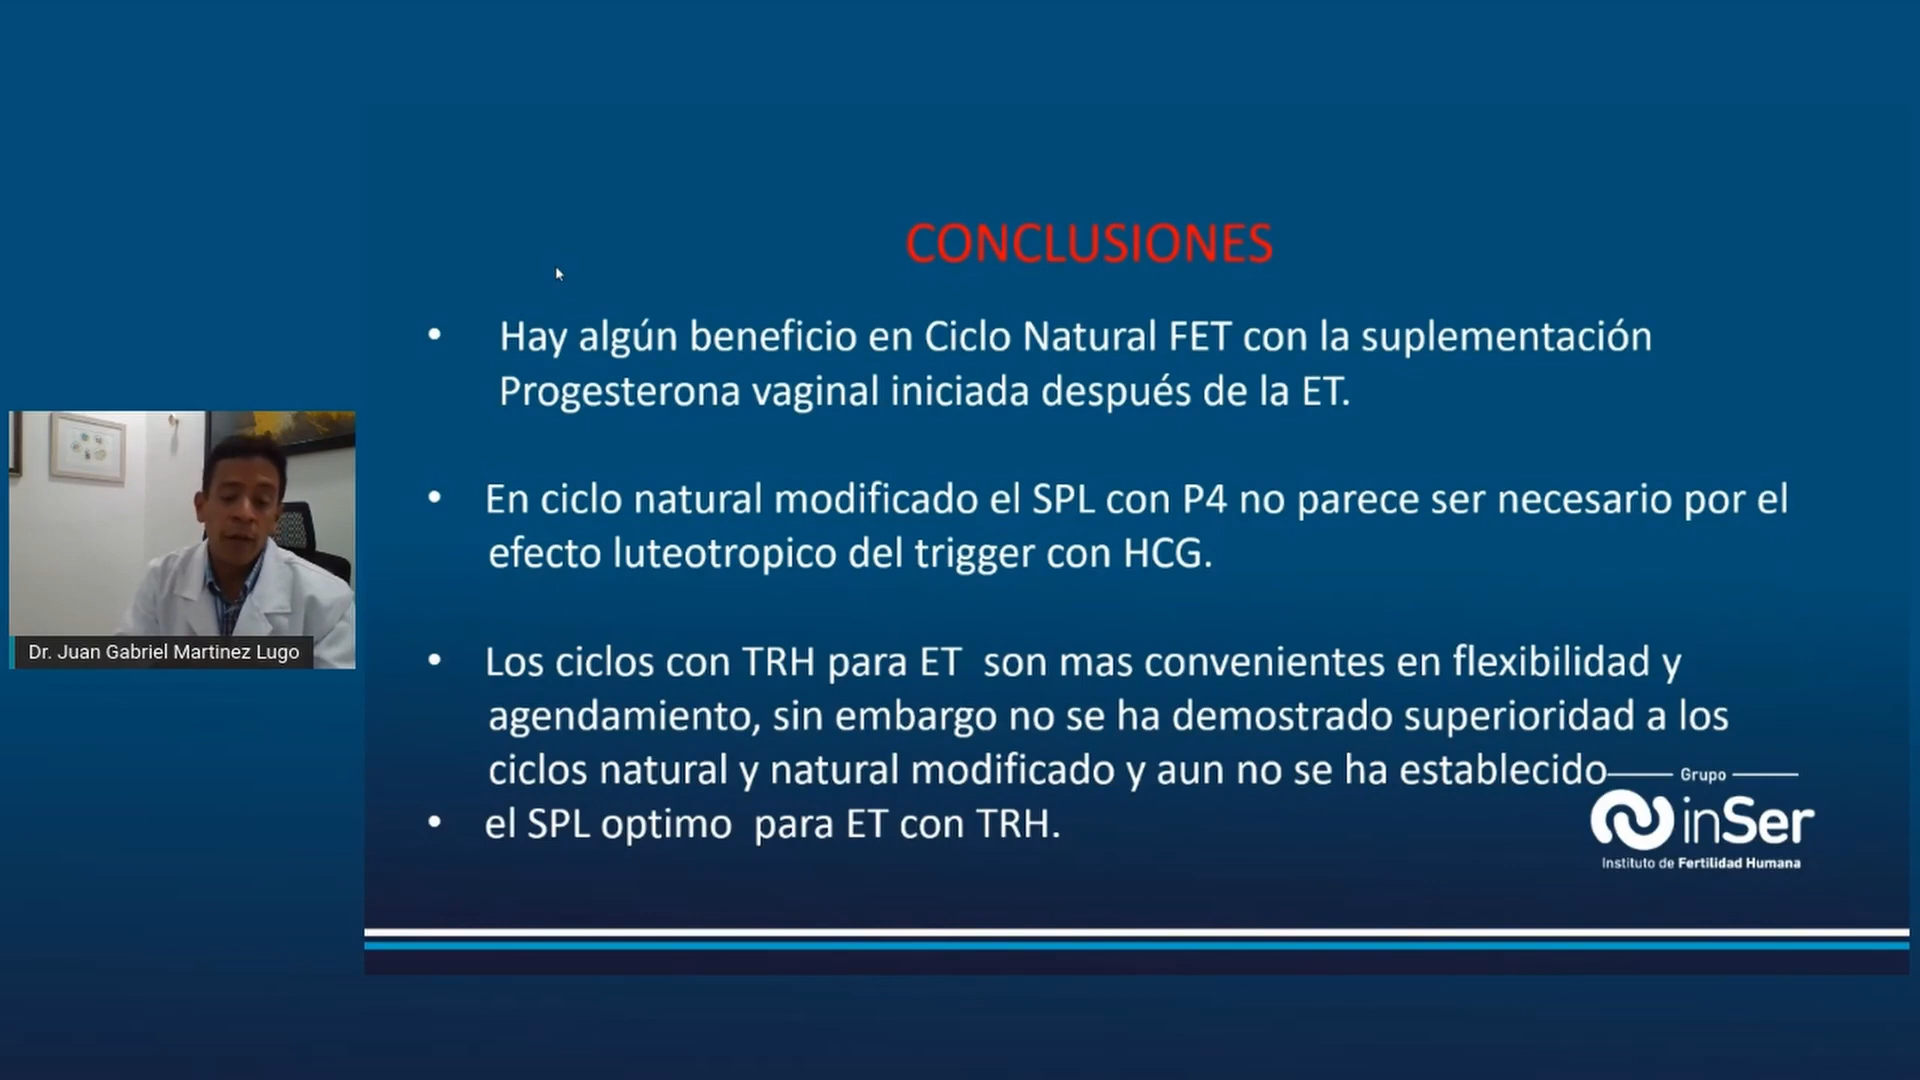 CONCLUSIONES
• Hay algún beneficio en Ciclo Natural FET con la suplementación
Progesterona vaginal iniciada después de la ET.
• En ciclo natural modificado el SPL con P4 no parece ser necesario por el
efecto luteotropico del trigger con HCG.
• Los ciclos con TRH para ET son mas convenientes en flexibilidad y
agendamiento, sin embargo no se ha demostrado superioridad a los
ciclos natural y natural modificado y aun no se ha establecido
• el SPL optimo para ET con TRH.
Grupo
inSer
Instituto de Fertilidad Humana
Dr. Juan Gabriel Martinez Lugo